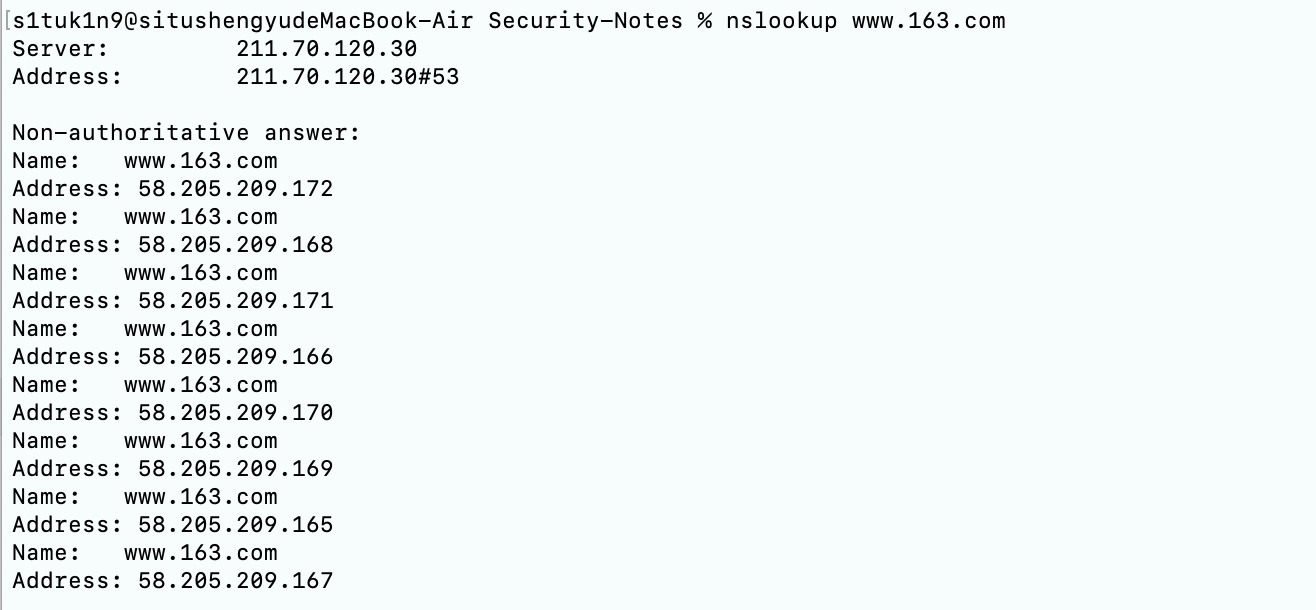 [s1tuk1n9@situshengyudeMacBook-Air Security-Notes % nslookup www.163.com
Server:		211.70.120.30
Address:	211.70.120.30#53

Non-authoritative answer:
Name:	www.163.com
Address: 58.205.209.172
Name:	www.163.com
Address: 58.205.209.168
Name:	www.163.com
Address: 58.205.209.171
Name:	www.163.com
Address: 58.205.209.166
Name:	www.163.com
Address: 58.205.209.170
Name:	www.163.com
Address: 58.205.209.169
Name:	www.163.com
Address: 58.205.209.165
Name:	www.163.com
Address: 58.205.209.167